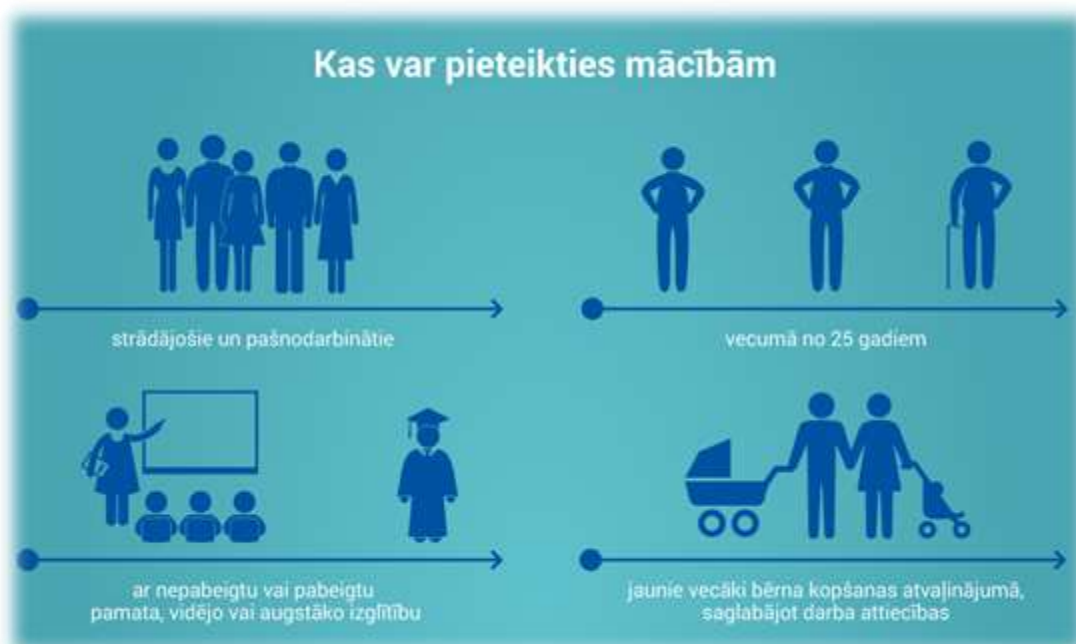 Kas var pieteikties mācībām
strādājošie un pašnodarbinātie
vecumā no 25 gadiem
ar nepabeigtu vai pabeigtu
pamata, vidējo vai augstāko izglītību
jaunie vecāki bērna kopšanas atvaļinājumā,
saglabājot darba attiecības